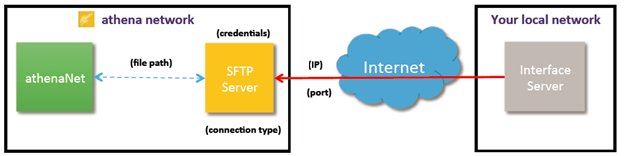 athena network
Your local network
(credentials)
athenaNet
(file path)
SFTP
Server
(IP)
(port)
Internet
Interface
Server
(connection type)